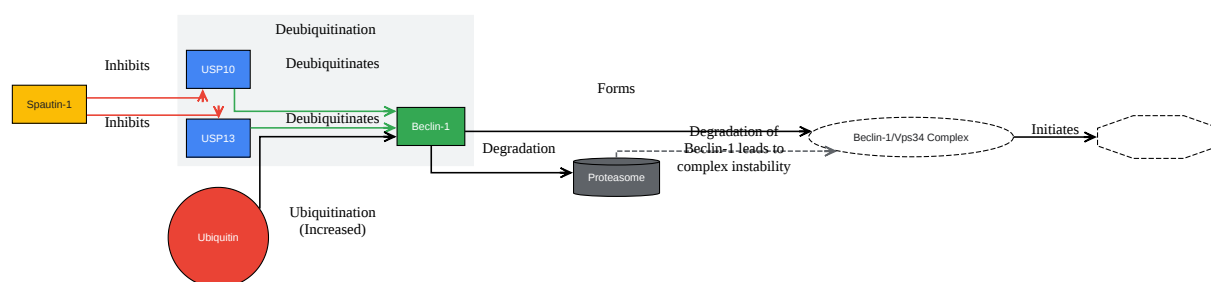 Deubiquitination
Inhibits
USP10
Deubiquitinates
Spautin-1
Forms
Inhibits
USP13
Deubiquitinates
Beclin-1
Degradation of
Beclin-1 leads to
complex instability
Beclin-1/Vps34 Complex
Initiates
Degradation
Proteasome
Ubiquitination
(Increased)
Ubiquitin